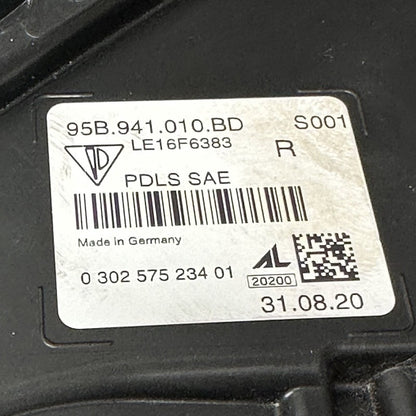 95B.941.010.BD S001
LE16F6383 R
PDLS SAE
Made in Germany
0 302 575 234 01 AL
20200
31.08.20